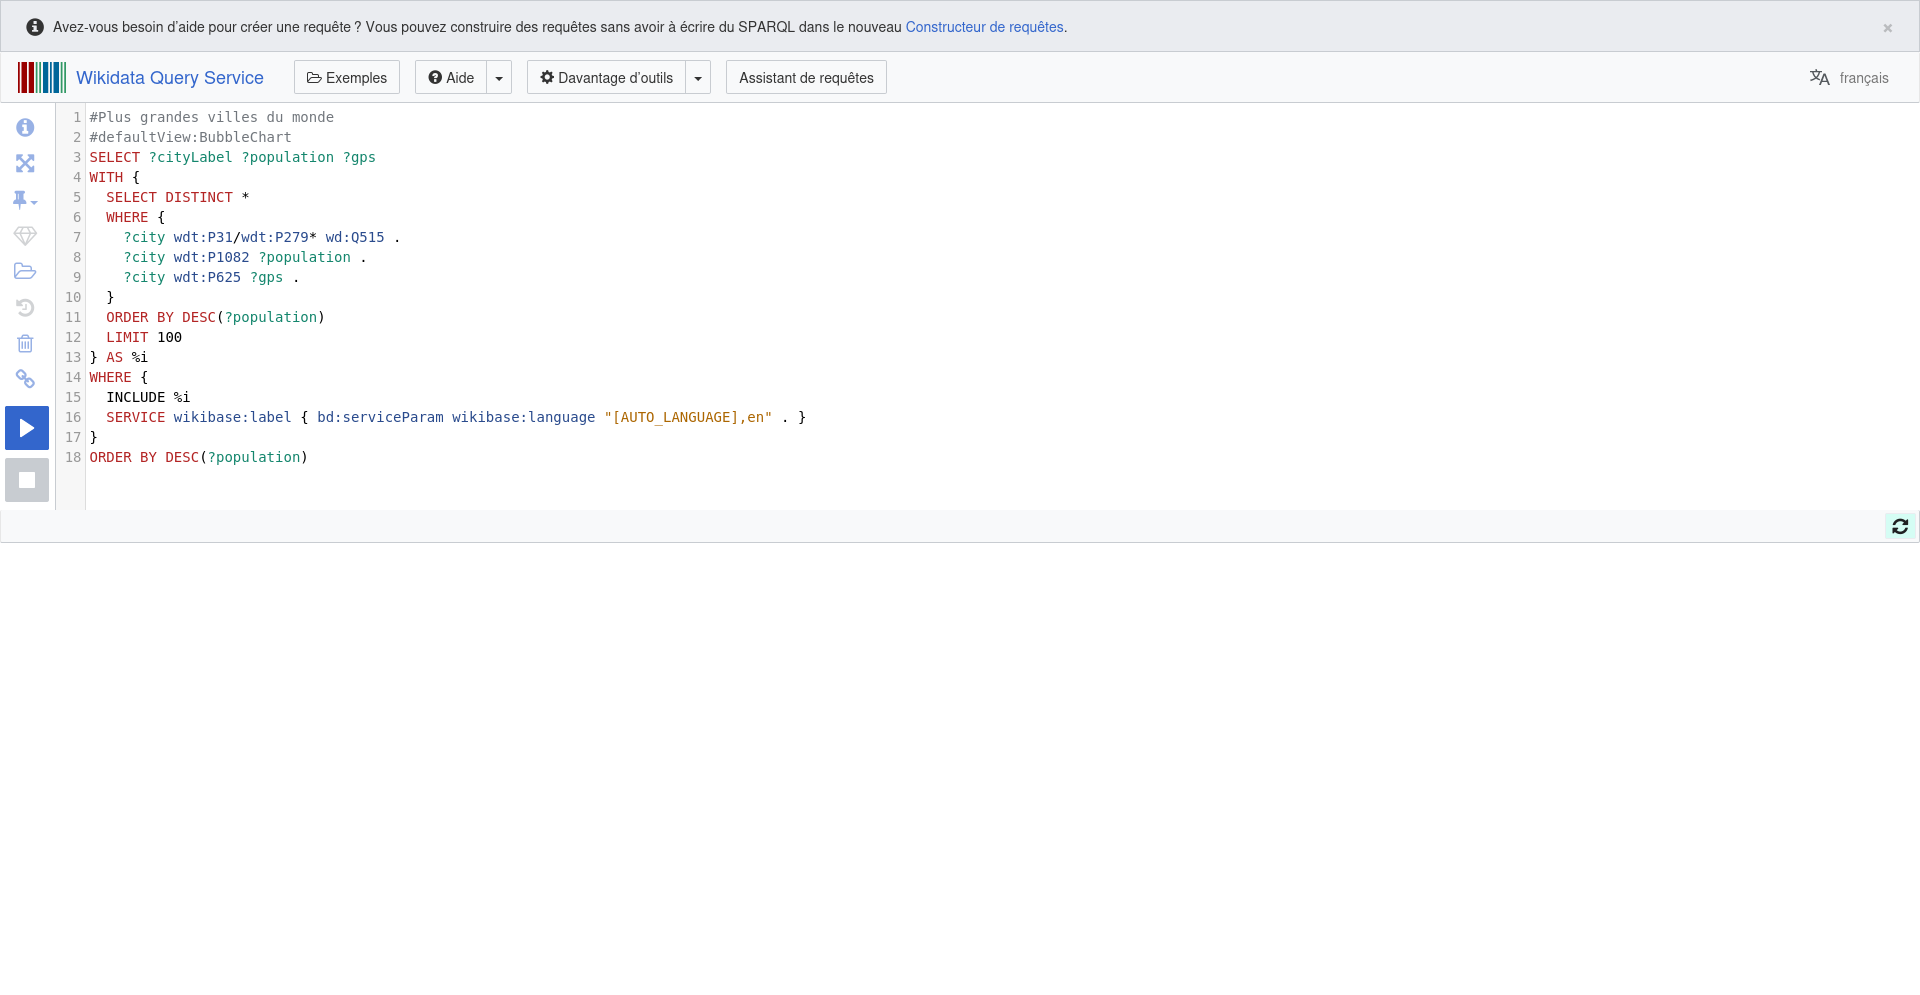 Avez-vous besoin d'aide pour créer une requête ? Vous pouvez construire des requêtes sans avoir à écrire du SPARQL dans le nouveau Constructeur de requêtes.
×
Wikidata Query Service Exemples Aide Davantage d'outils Assistant de requêtes français
1 #Plus grandes villes du monde
2 #defaultView:BubbleChart
3 SELECT ?cityLabel ?population ?gps
4 WITH {
5   SELECT DISTINCT *
6   WHERE {
7     ?city wdt:P31/wdt:P279* wd:Q515 .
8     ?city wdt:P1082 ?population .
9     ?city wdt:P625 ?gps .
10   }
11   ORDER BY DESC(?population)
12   LIMIT 100
13 } AS %i
14 WHERE {
15   INCLUDE %i
16   SERVICE wikibase:label { bd:serviceParam wikibase:language "[AUTO_LANGUAGE],en" . }
17 }
18 ORDER BY DESC(?population)